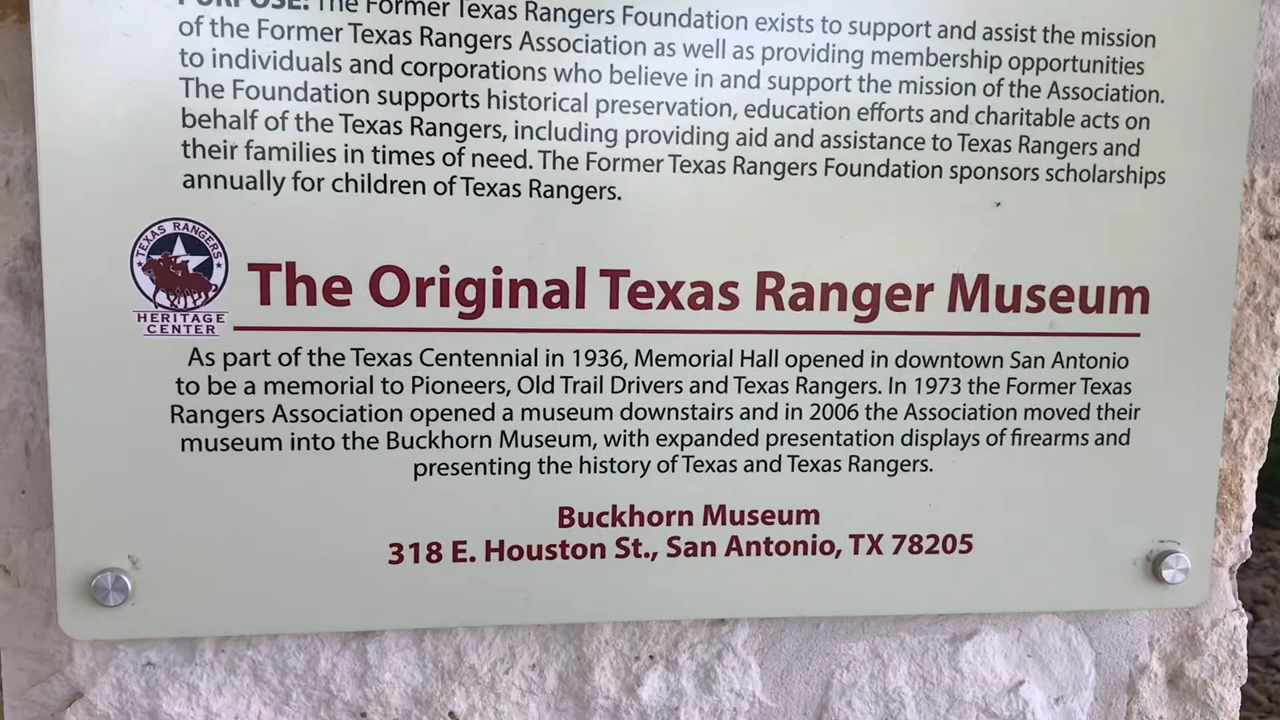 PURPOSE: The Former Texas Rangers Foundation exists to support and assist the mission
of the Former Texas Rangers Association as well as providing membership opportunities
to individuals and corporations who believe in and support the mission of the Association.
The Foundation supports historical preservation, education efforts and charitable acts on
behalf of the Texas Rangers, including providing aid and assistance to Texas Rangers and
their families in times of need. The Former Texas Rangers Foundation sponsors scholarships
annually for children of Texas Rangers.
TEXAS RANGERS
HERITAGE
CENTER
The Original Texas Ranger Museum
As part of the Texas Centennial in 1936, Memorial Hall opened in downtown San Antonio
to be a memorial to Pioneers, Old Trail Drivers and Texas Rangers. In 1973 the Former Texas
Rangers Association opened a museum downstairs and in 2006 the Association moved their
museum into the Buckhorn Museum, with expanded presentation displays of firearms and
presenting the history of Texas and Texas Rangers.
Buckhorn Museum
318 E. Houston St., San Antonio, TX 78205